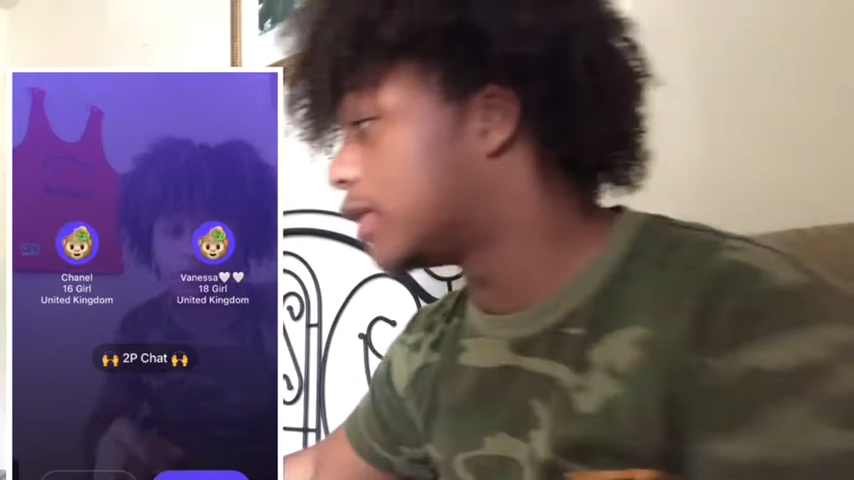 Chanel
16 Girl
United Kingdom
Vanessa🤍🤍
18 Girl
United Kingdom
🙌 2P Chat 🙌